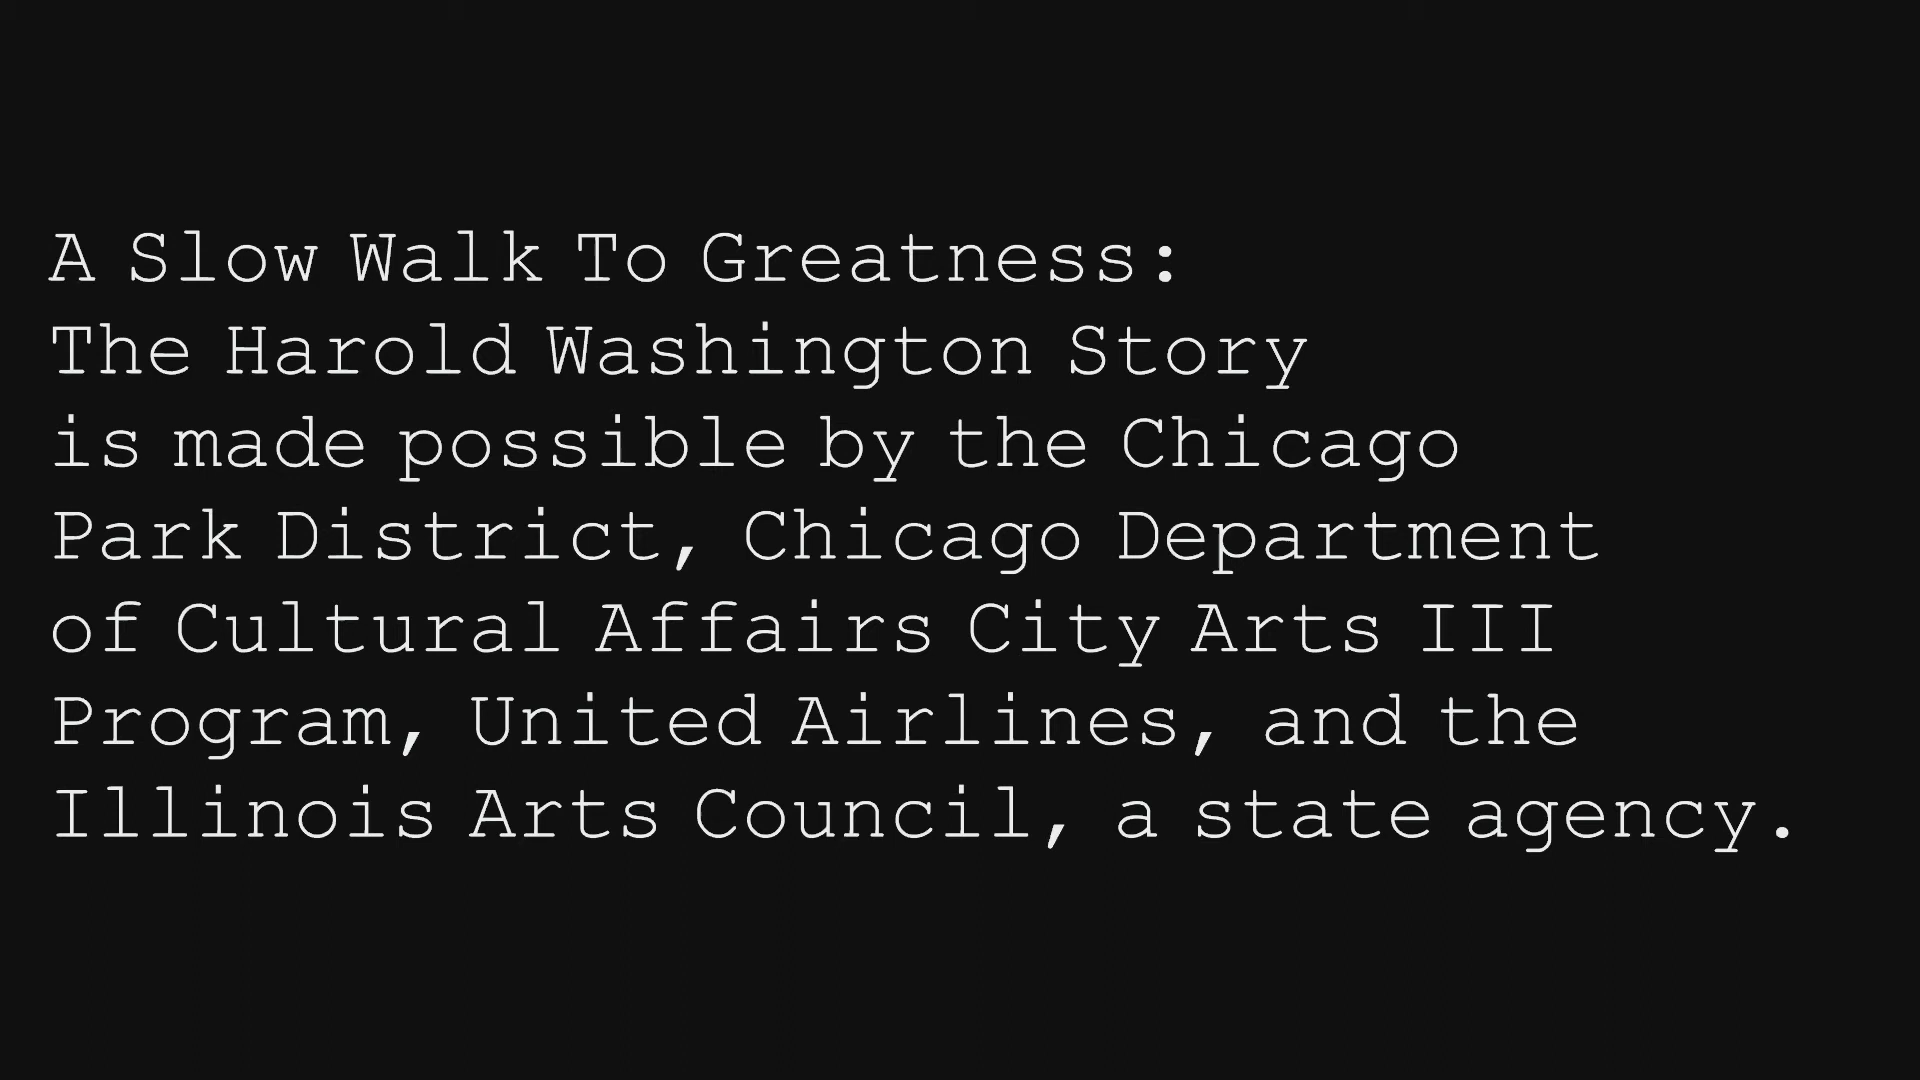 A Slow Walk To Greatness:
The Harold Washington Story
is made possible by the Chicago
Park District, Chicago Department
of Cultural Affairs City Arts III
Program, United Airlines, and the
Illinois Arts Council, a state agency.